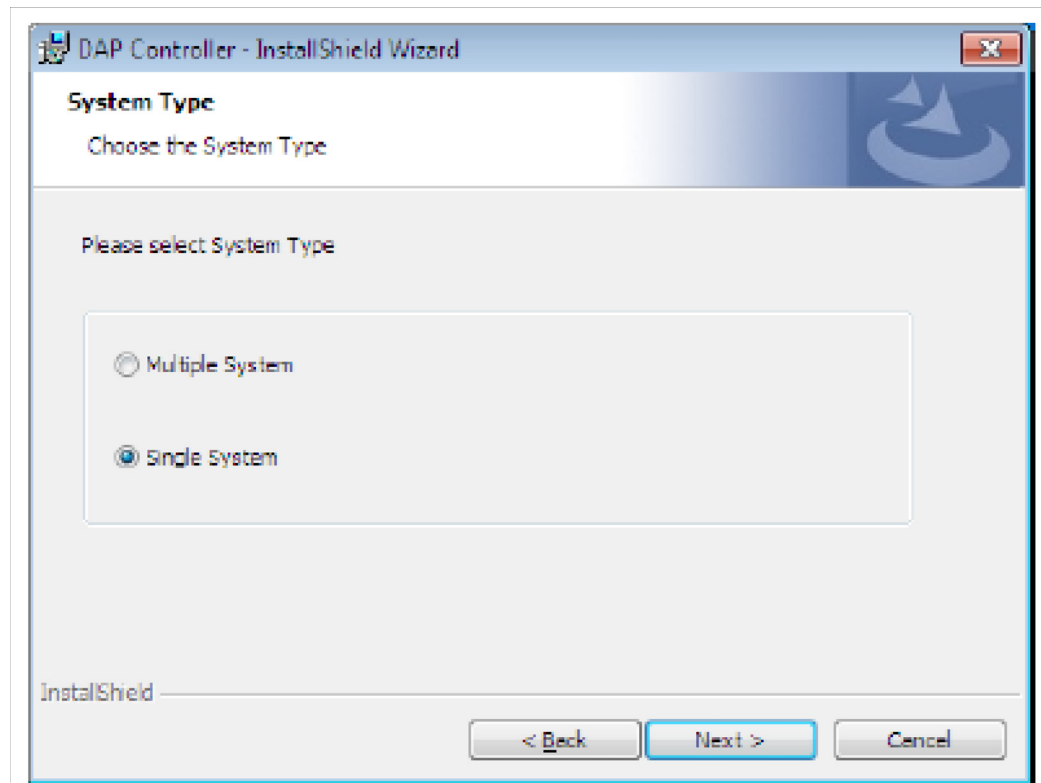 DAP Controller - InstallShield Wizard
System Type
Choose the System Type
Please select System Type
Multiple System
Single System
InstallShield
< Back
Next >
Cancel